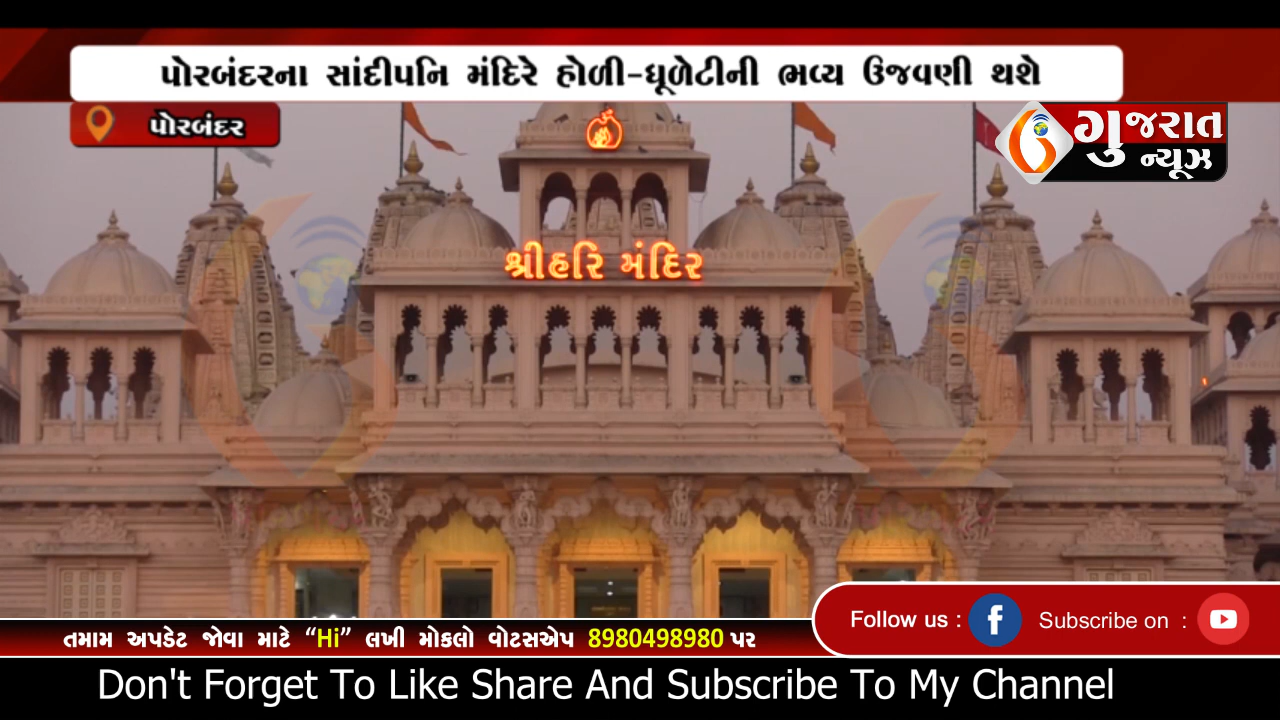 પોરબંદરના સાંદીપનિ મંદિરે હોળી-ધૂળેટીની ભવ્ય ઉજવણી થશે
પોરબંદર
ગુજરાત
ન્યૂઝ
શ્રીહરિ મંદિર
Follow us :
Subscribe on :
તમામ અપડેટ જોવા માટે “Hi” લખી મોકલો વોટસએપ 8980498980 પર
Don't Forget To Like Share And Subscribe To My Channel